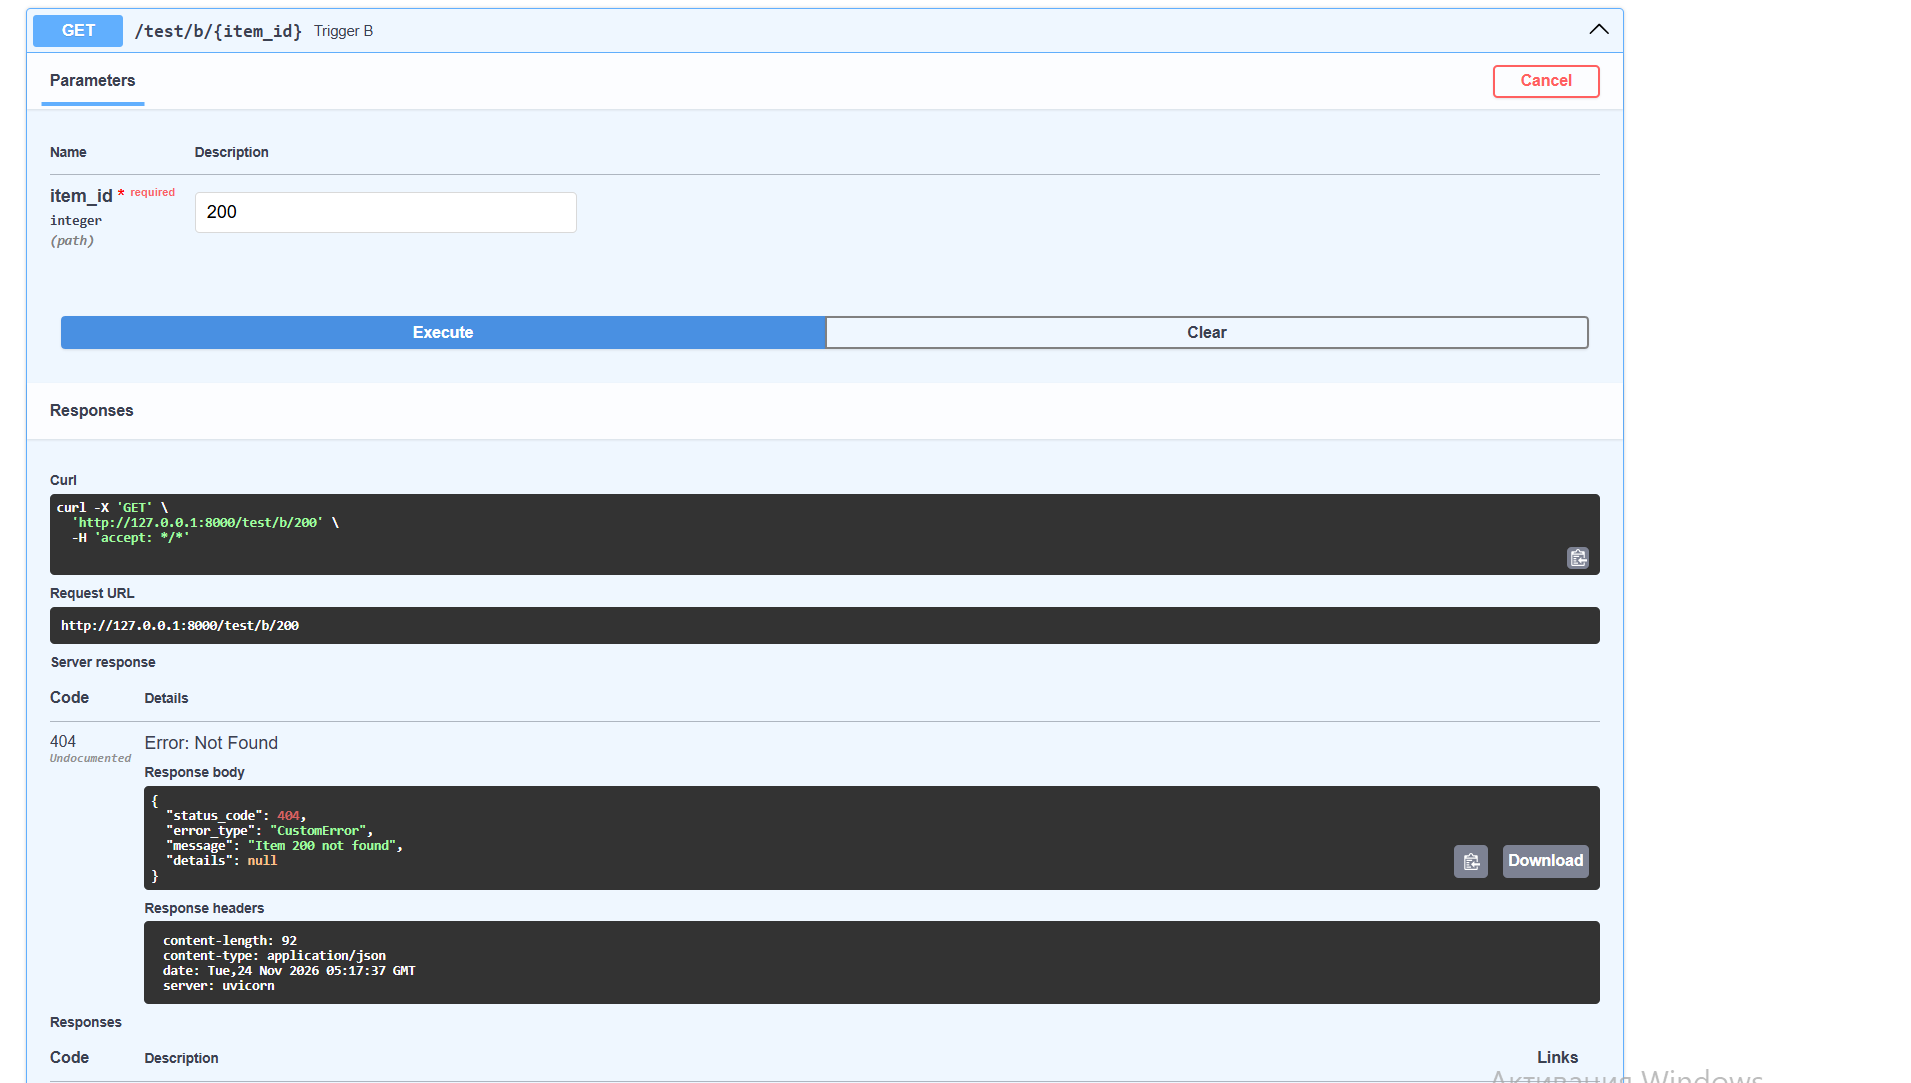 GET /test/b/{item_id} Trigger B
Parameters
Cancel
Name Description
item_id * required
integer
(path)
200
Execute
Clear
Responses
Curl
curl -X 'GET' \
  'http://127.0.0.1:8000/test/b/200' \
  -H 'accept: */*'
Request URL
http://127.0.0.1:8000/test/b/200
Server response
Code Details
404
Undocumented
Error: Not Found
Response body
{
  "status_code": 404,
  "error_type": "CustomError",
  "message": "Item 200 not found",
  "details": null
}
Download
Response headers
content-length: 92
content-type: application/json
date: Tue,24 Nov 2026 05:17:37 GMT
server: uvicorn
Responses
Code Description Links
Активация Windows